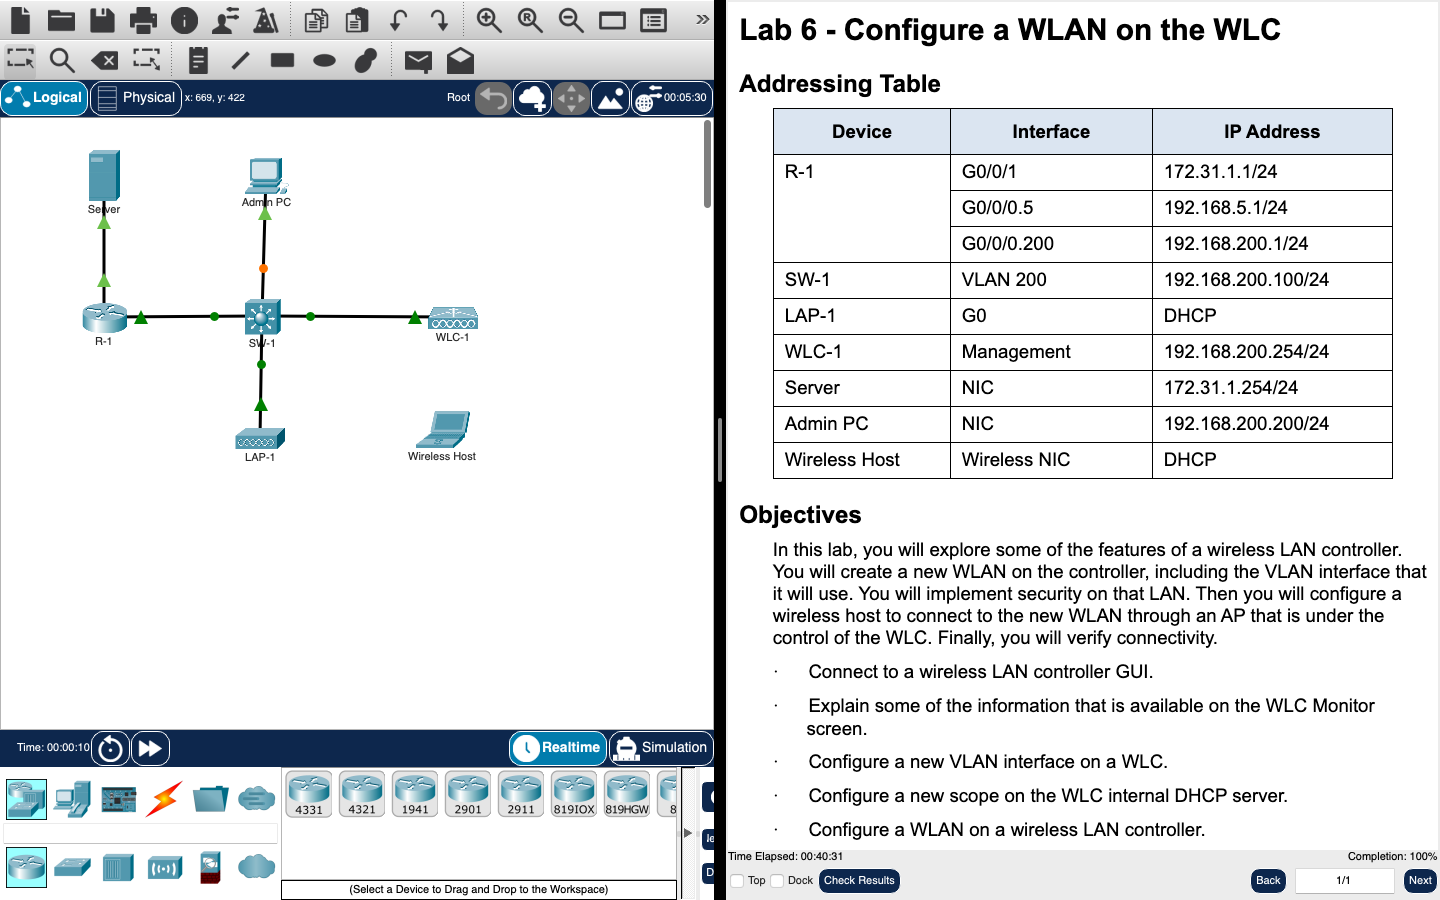 »
Logical
Physical
x: 669, y: 422
Root
00:05:30
Server
Admin PC
R-1
SW-1
WLC-1
LAP-1
Wireless Host
Time: 00:00:10
Realtime
Simulation
4331
4321
1941
2901
2911
819IOX
819HGW
8
(Select a Device to Drag and Drop to the Workspace)
Lab 6 - Configure a WLAN on the WLC
Addressing Table
Device Interface IP Address
R-1 G0/0/1 172.31.1.1/24
G0/0/0.5 192.168.5.1/24
G0/0/0.200 192.168.200.1/24
SW-1 VLAN 200 192.168.200.100/24
LAP-1 G0 DHCP
WLC-1 Management 192.168.200.254/24
Server NIC 172.31.1.254/24
Admin PC NIC 192.168.200.200/24
Wireless Host Wireless NIC DHCP
Objectives
In this lab, you will explore some of the features of a wireless LAN controller.
You will create a new WLAN on the controller, including the VLAN interface that
it will use. You will implement security on that LAN. Then you will configure a
wireless host to connect to the new WLAN through an AP that is under the
control of the WLC. Finally, you will verify connectivity.
· Connect to a wireless LAN controller GUI.
· Explain some of the information that is available on the WLC Monitor
screen.
· Configure a new VLAN interface on a WLC.
· Configure a new scope on the WLC internal DHCP server.
· Configure a WLAN on a wireless LAN controller.
Time Elapsed: 00:40:31
Completion: 100%
Top
Dock
Check Results
Back
1/1
Next